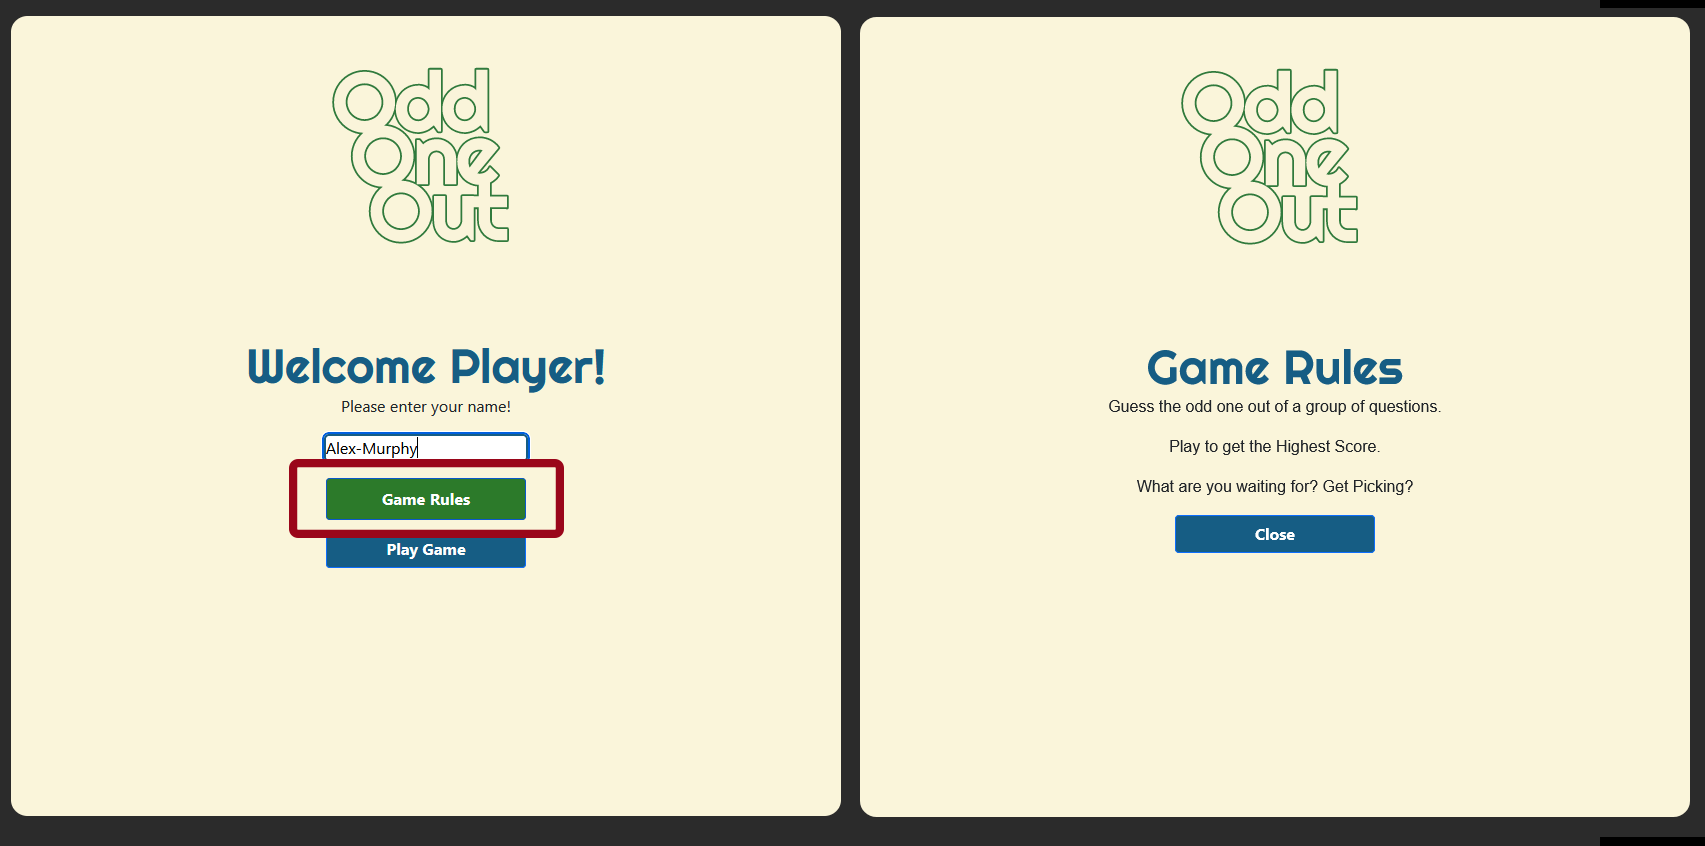 Odd
One
Out
Welcome Player!
Please enter your name!
Alex-Murphy
Game Rules
Play Game
Odd
One
Out
Game Rules
Guess the odd one out of a group of questions.
Play to get the Highest Score.
What are you waiting for? Get Picking?
Close